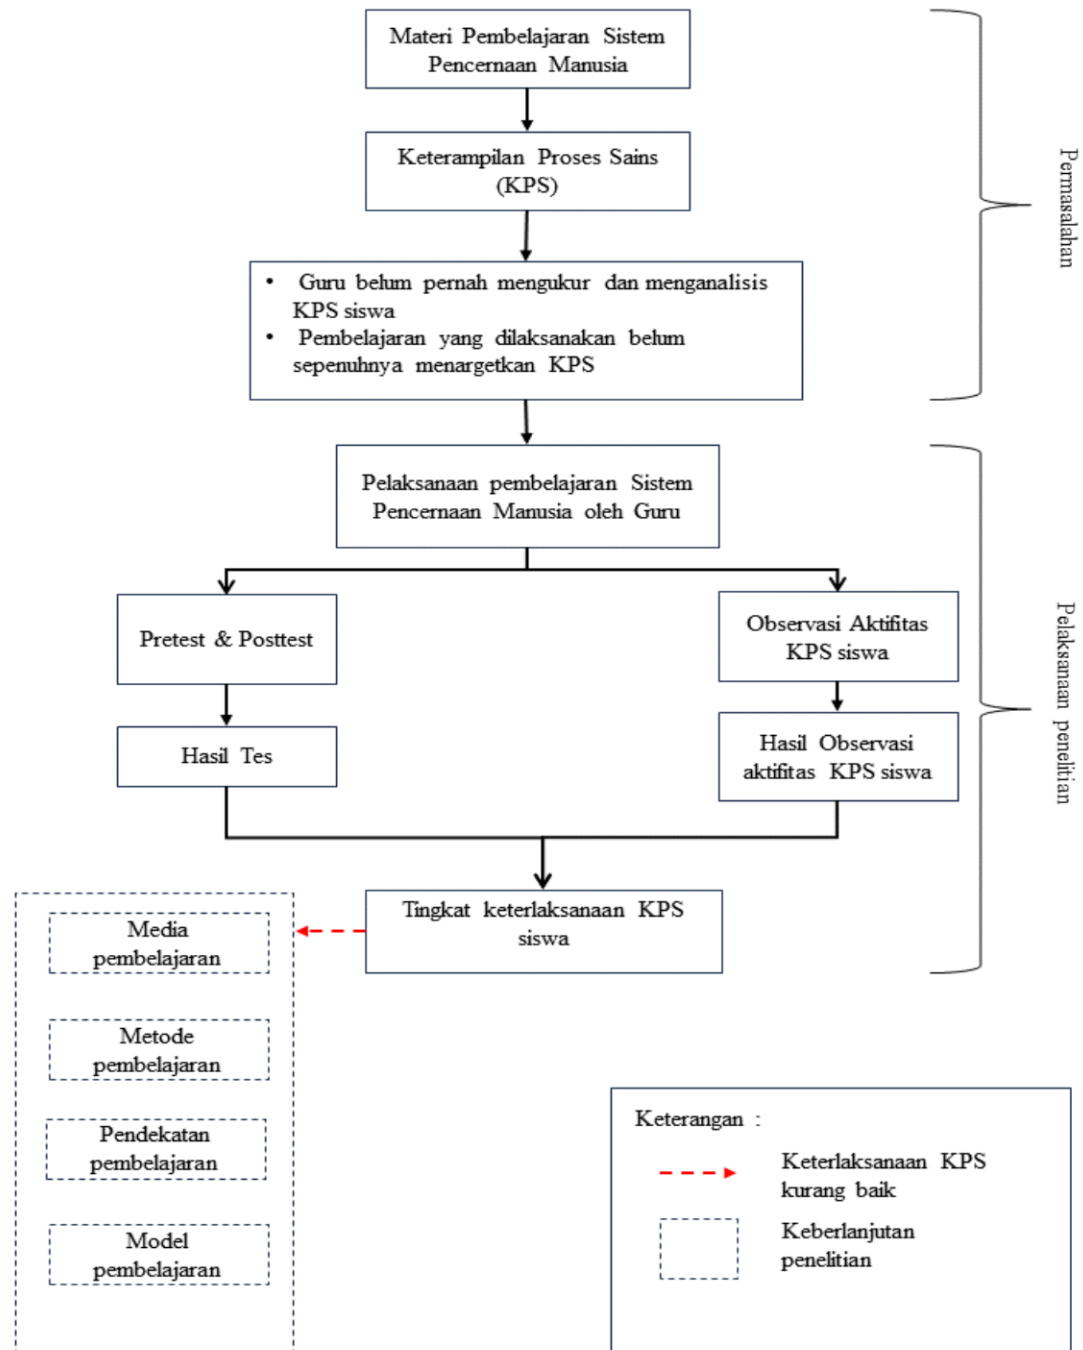 Materi Pembelajaran Sistem
Pencernaan Manusia
Keterampilan Proses Sains
(KPS)
• Guru belum pernah mengukur dan menganalisis
KPS siswa
• Pembelajaran yang dilaksanakan belum
sepenuhnya menargetkan KPS
Permasalahan
Pelaksanaan pembelajaran Sistem
Pencernaan Manusia oleh Guru
Pretest & Posttest
Observasi Aktifitas
KPS siswa
Hasil Tes
Hasil Observasi
aktifitas KPS siswa
Pelaksanaan penelitian
Tingkat keterlaksanaan KPS
siswa
Media
pembelajaran
Metode
pembelajaran
Pendekatan
pembelajaran
Model
pembelajaran
Keterangan :
Keterlaksanaan KPS
kurang baik
Keberlanjutan
penelitian